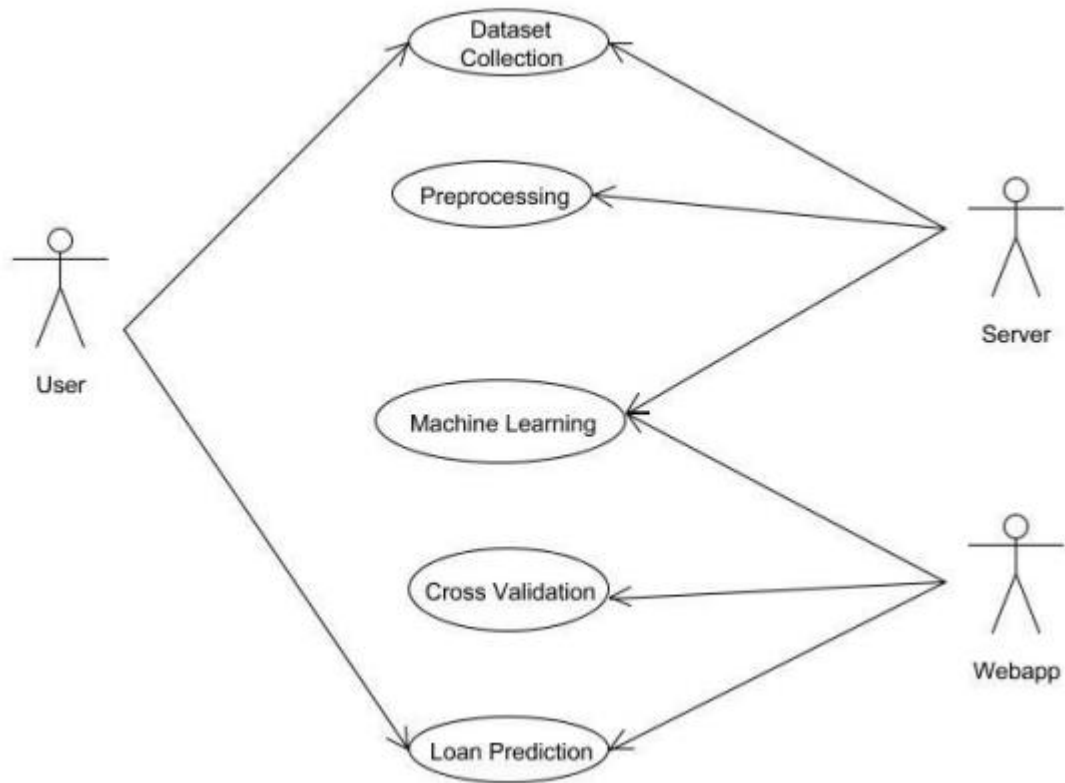 Dataset
Collection
Preprocessing
Server
User
Machine Learning
Cross Validation
Webapp
Loan Prediction